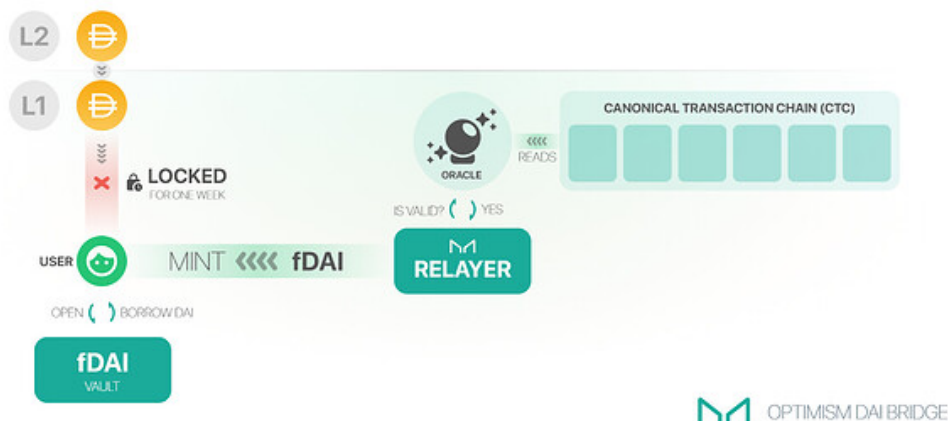 L2
L1
LOCKED
FOR ONE WEEK
CANONICAL TRANSACTION CHAIN (CTC)
READS
ORACLE
IS VALID?
YES
RELAYER
USER
MINT
fDAI
OPEN
BORROW DAI
fDAI
VAULT
OPTIMISM DAI BRIDGE